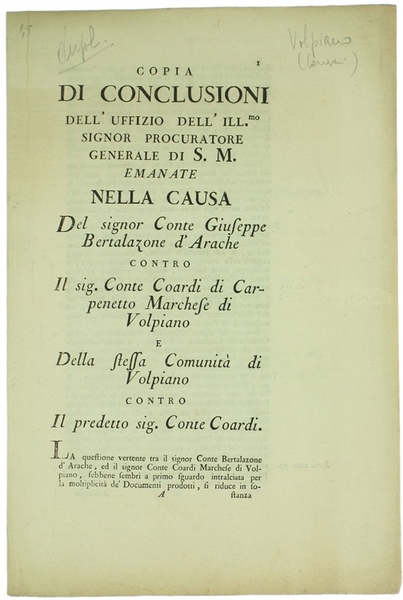 Volpiano
1
COPIA
DI CONCLUSIONI
DELL' UFFIZIO DELL' ILL.mo
SIGNOR PROCURATORE
GENERALE DI S. M.
EMANATE
NELLA CAUSA
Del signor Conte Giuſeppe
Bertalazone d'Arache
CONTRO
Il sig. Conte Coardi di Car-
penetto Marcheſe di
Volpiano
E
Della ſteſſa Comunità di
Volpiano
CONTRO
Il predetto sig. Conte Coardi.
LA queſtione vertente tra il signor Conte Bertalazone
d' Arache, ed il signor Conte Coardi Marcheſe di Vol-
piano, ſebbene ſembri a primo ſguardo intralciata per
la moltiplicità de' Documenti prodotti, ſi riduce in ſo-
A ſtanza